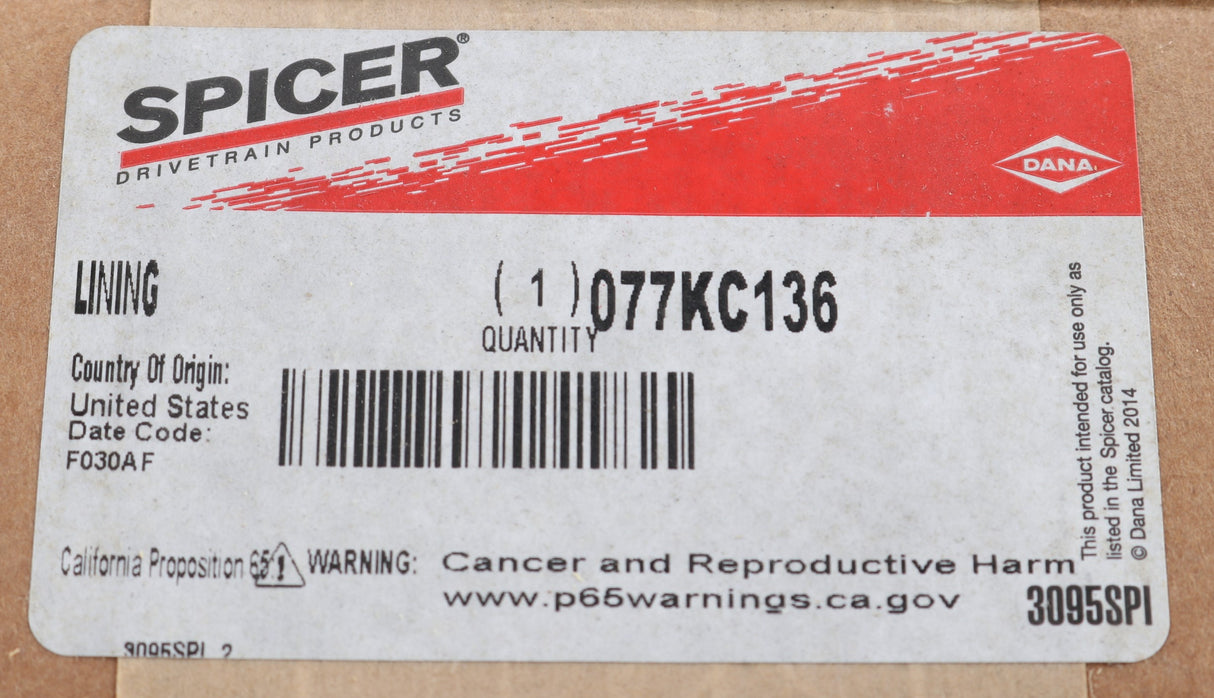 SPICER®
DRIVETRAIN PRODUCTS
DANA
LINING
( 1 ) 077KC136
QUANTITY
Country Of Origin:
United States
Date Code:
F030AF
California Proposition 65 ! WARNING: Cancer and Reproductive Harm
www.p65warnings.ca.gov
3095SPI
3095SPI 2
This product intended for use only as
listed in the Spicer catalog.
© Dana Limited 2014